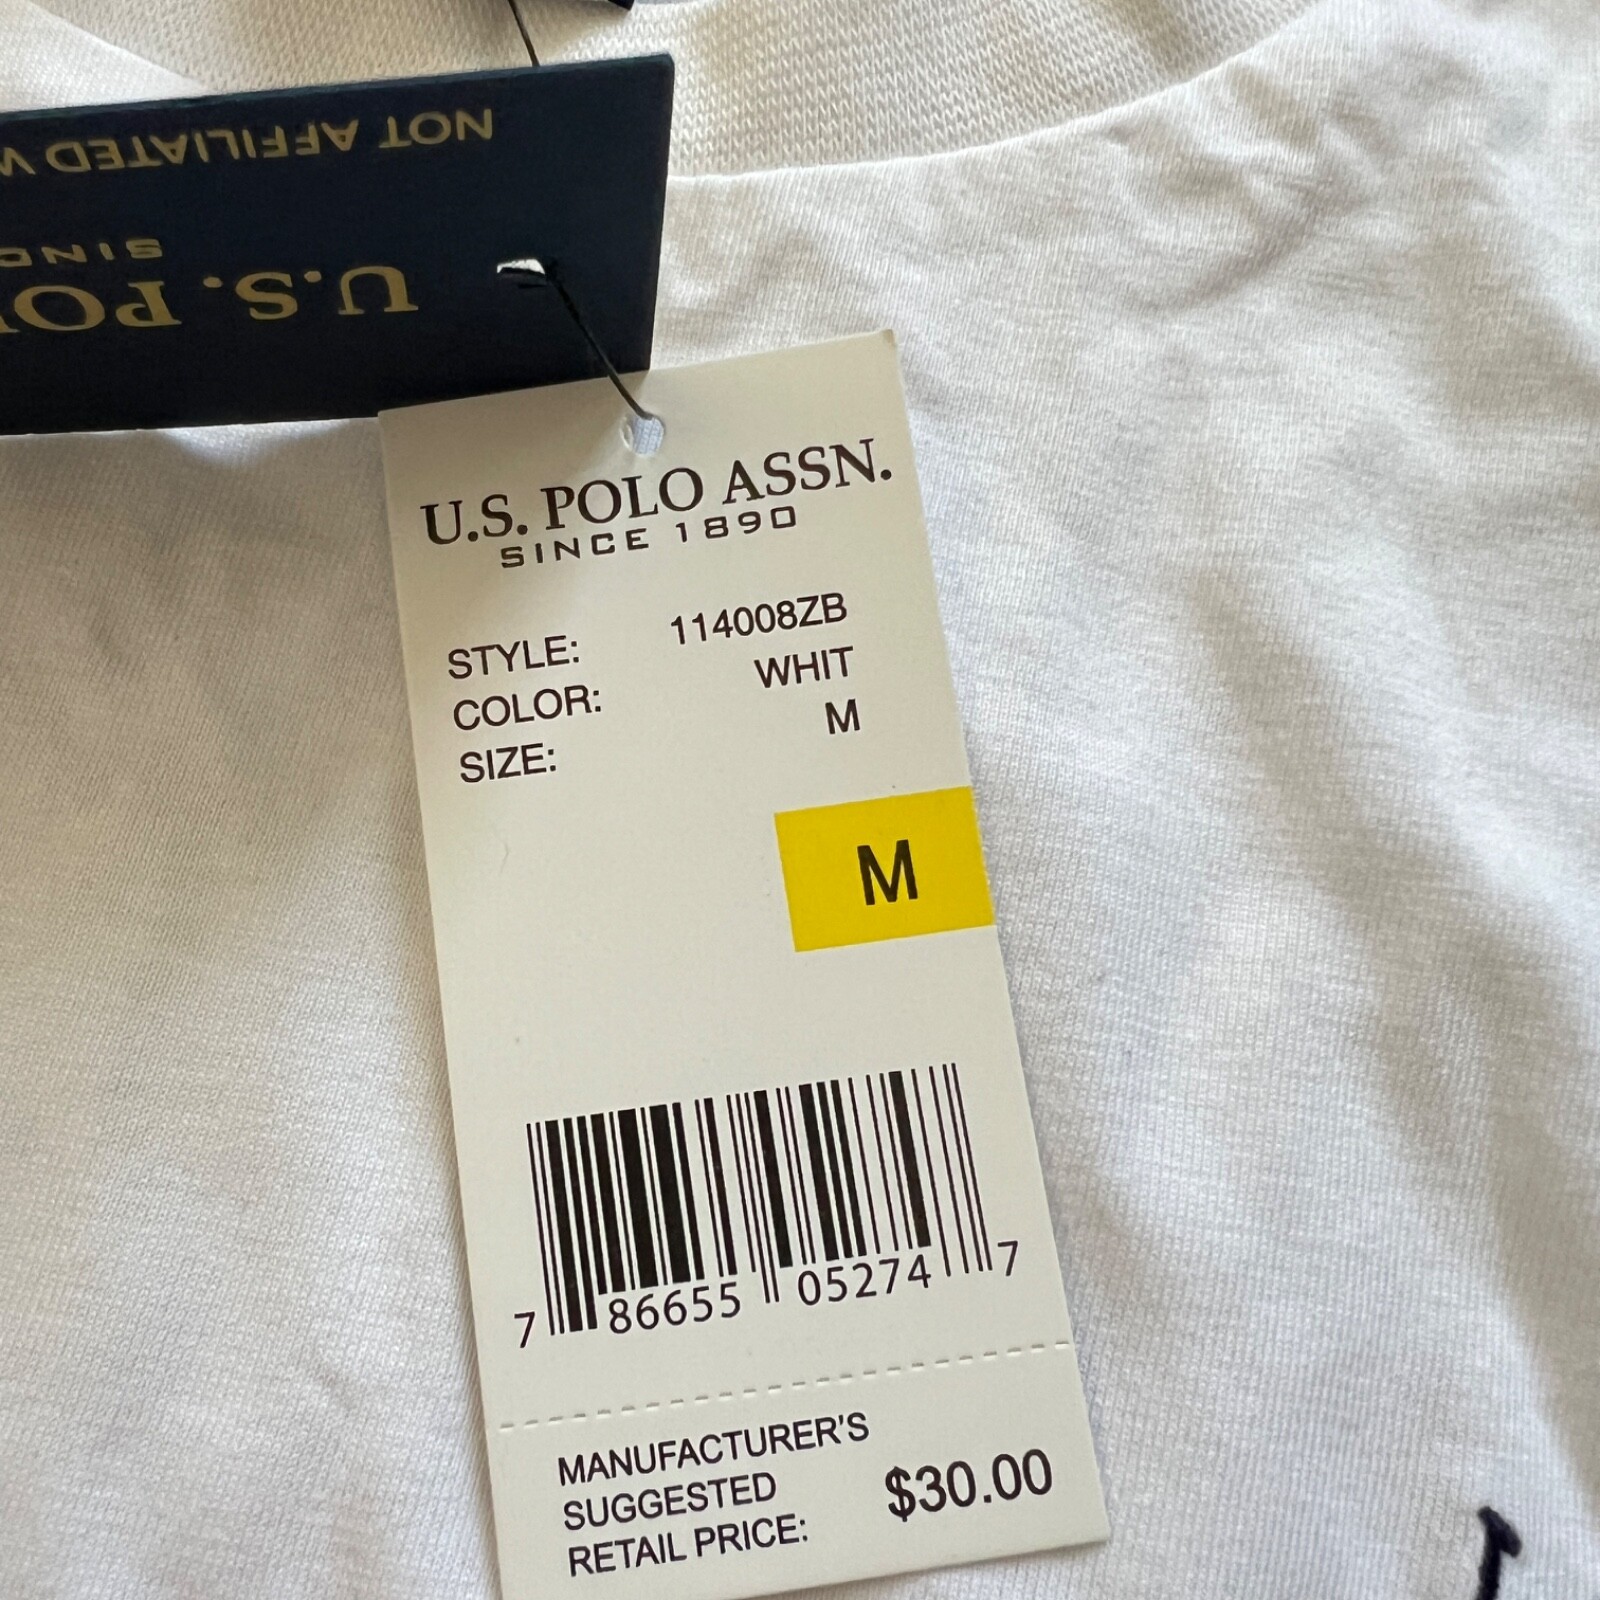 NOT AFFILIATED W
U.S. PO
U.S. POLO ASSN.
SINCE 1890
STYLE: 114008ZB
COLOR: WHIT
SIZE: M
M
7 86655 05274 7
MANUFACTURER'S
SUGGESTED
RETAIL PRICE:
$30.00